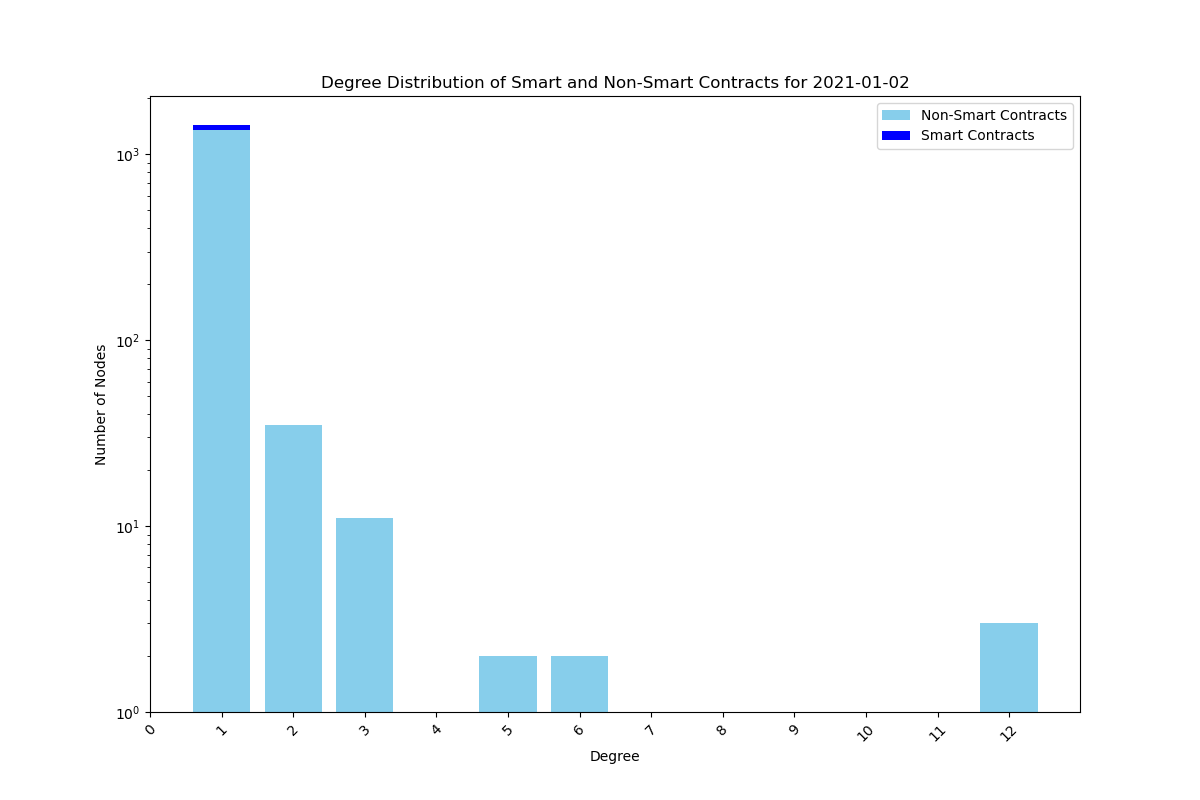 Degree Distribution of Smart and Non-Smart Contracts for 2021-01-02
Non-Smart Contracts
Smart Contracts
Number of Nodes
10³
10²
10¹
10⁰
0 1 2 3 4 5 6 7 8 9 10 11 12
Degree